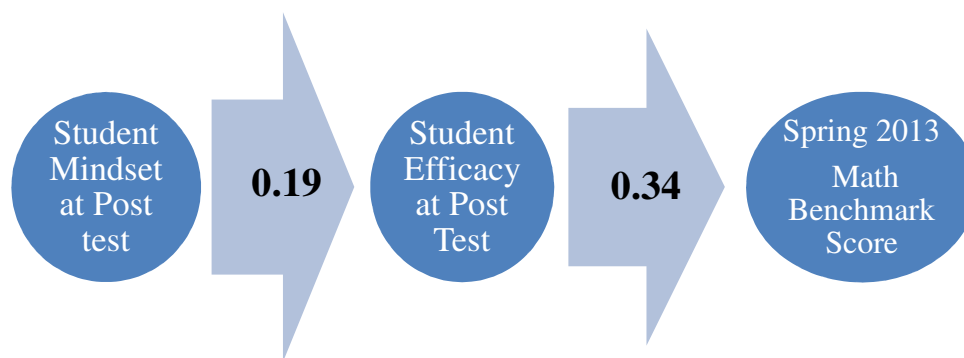 Student
Mindset
at Post
test
0.19
Student
Efficacy
at Post
Test
0.34
Spring 2013
Math
Benchmark
Score